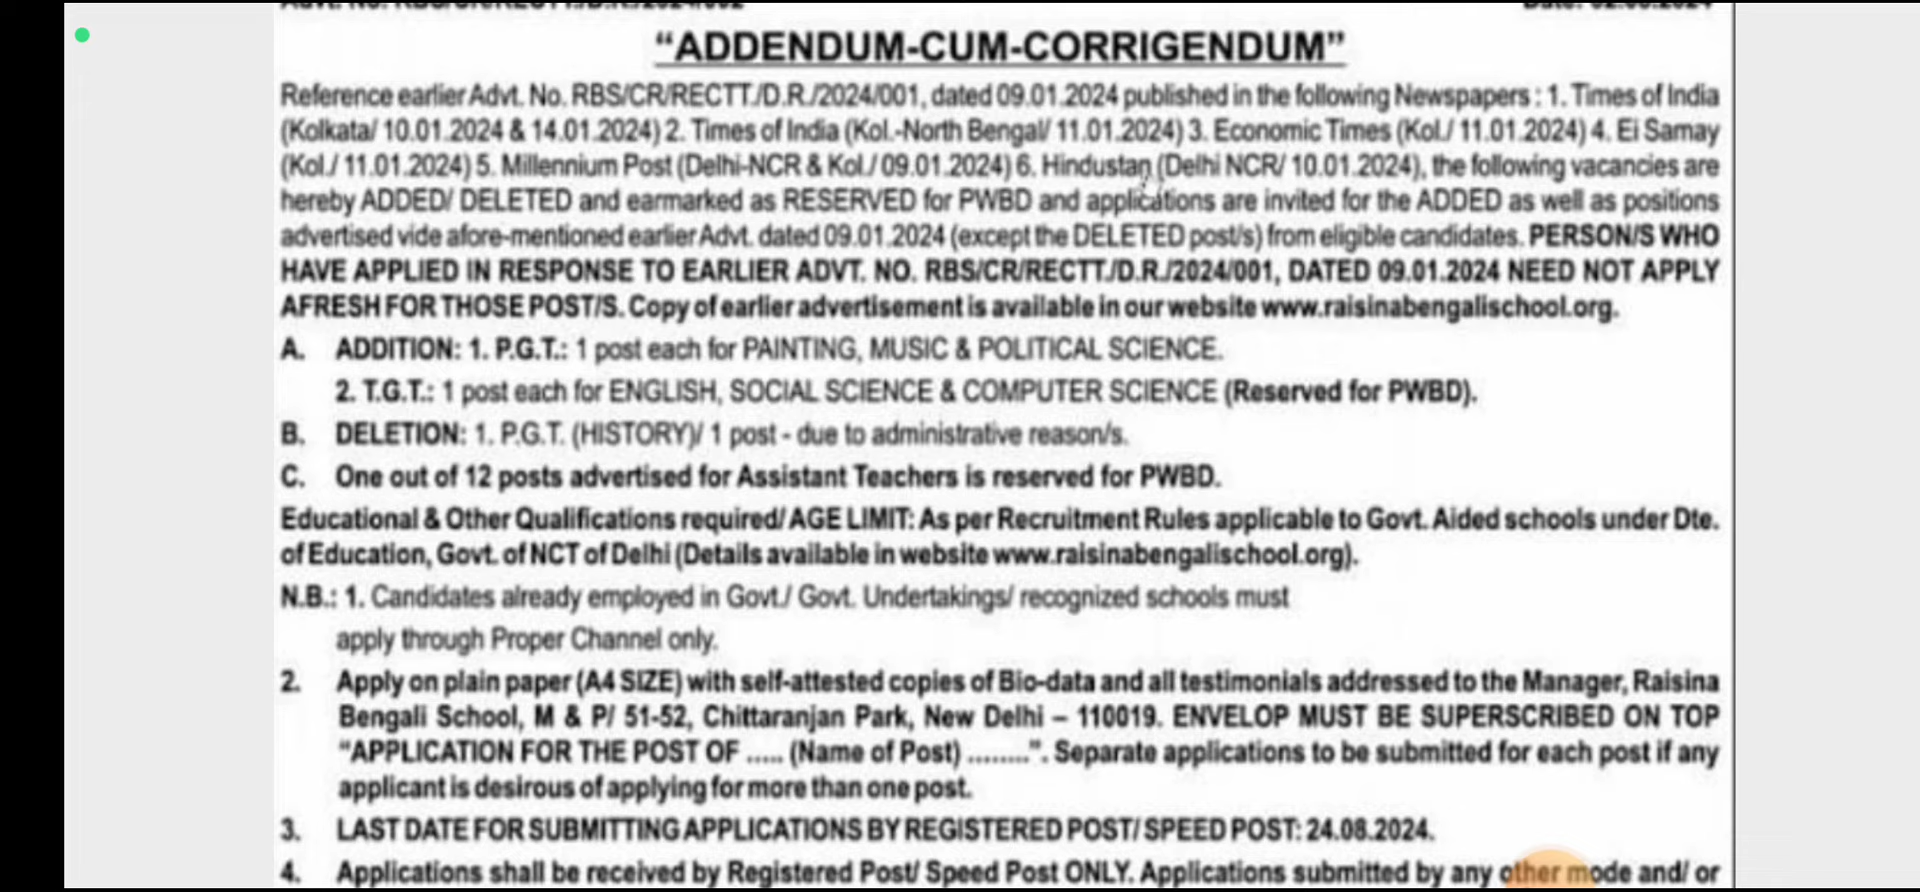 Advt. No. RBS/CR/RECTT./D.R./2024/002 Date: 02.08.2024
“ADDENDUM-CUM-CORRIGENDUM”
Reference earlier Advt. No. RBS/CR/RECTT./D.R./2024/001, dated 09.01.2024 published in the following Newspapers : 1. Times of India
(Kolkata/ 10.01.2024 & 14.01.2024) 2. Times of India (Kol.-North Bengal/ 11.01.2024) 3. Economic Times (Kol./ 11.01.2024) 4. Ei Samay
(Kol./ 11.01.2024) 5. Millennium Post (Delhi-NCR & Kol./ 09.01.2024) 6. Hindustan (Delhi NCR/ 10.01.2024), the following vacancies are
hereby ADDED/ DELETED and earmarked as RESERVED for PWBD and applications are invited for the ADDED as well as positions
advertised vide afore-mentioned earlier Advt. dated 09.01.2024 (except the DELETED post/s) from eligible candidates. PERSON/S WHO
HAVE APPLIED IN RESPONSE TO EARLIER ADVT. NO. RBS/CR/RECTT./D.R./2024/001, DATED 09.01.2024 NEED NOT APPLY
AFRESH FOR THOSE POST/S. Copy of earlier advertisement is available in our website www.raisinabengalischool.org.
A. ADDITION: 1. P.G.T.: 1 post each for PAINTING, MUSIC & POLITICAL SCIENCE.
2. T.G.T.: 1 post each for ENGLISH, SOCIAL SCIENCE & COMPUTER SCIENCE (Reserved for PWBD).
B. DELETION: 1. P.G.T. (HISTORY)/ 1 post - due to administrative reason/s.
C. One out of 12 posts advertised for Assistant Teachers is reserved for PWBD.
Educational & Other Qualifications required/ AGE LIMIT: As per Recruitment Rules applicable to Govt. Aided schools under Dte.
of Education, Govt. of NCT of Delhi (Details available in website www.raisinabengalischool.org).
N.B.: 1. Candidates already employed in Govt./ Govt. Undertakings/ recognized schools must
apply through Proper Channel only.
2. Apply on plain paper (A4 SIZE) with self-attested copies of Bio-data and all testimonials addressed to the Manager, Raisina
Bengali School, M & P/ 51-52, Chittaranjan Park, New Delhi – 110019. ENVELOP MUST BE SUPERSCRIBED ON TOP
“APPLICATION FOR THE POST OF ..... (Name of Post) ........”. Separate applications to be submitted for each post if any
applicant is desirous of applying for more than one post.
3. LAST DATE FOR SUBMITTING APPLICATIONS BY REGISTERED POST/ SPEED POST: 24.08.2024.
4. Applications shall be received by Registered Post/ Speed Post ONLY. Applications submitted by any other mode and/ or